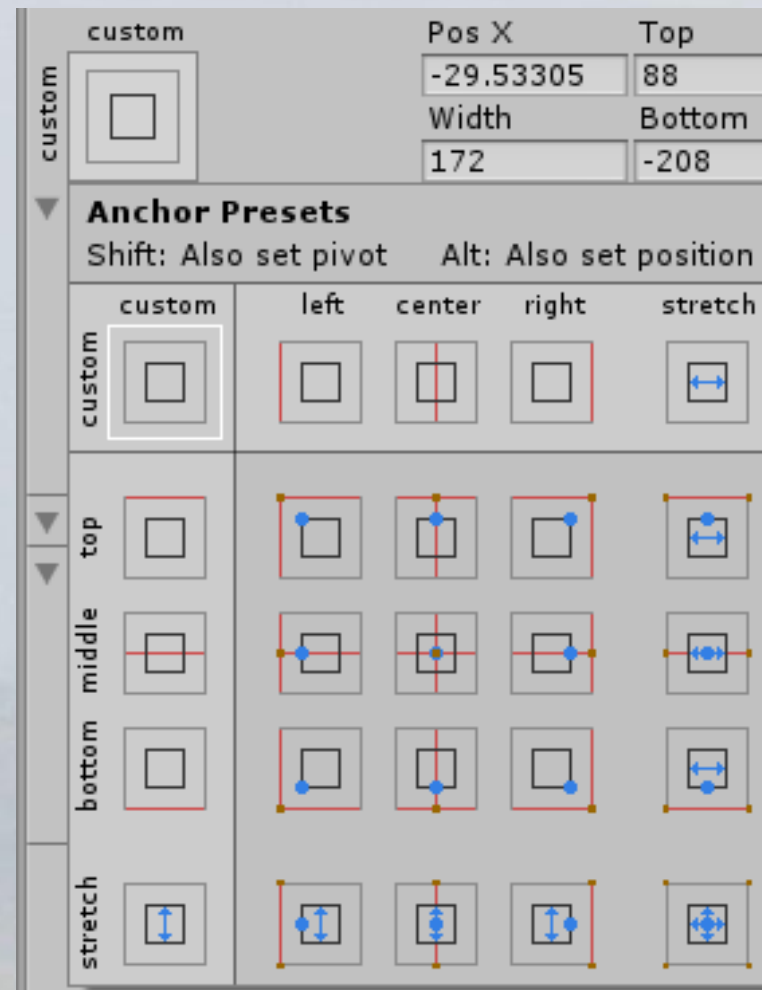 custom
Pos X Top
custom
-29.53305 88
Width Bottom
172 -208
Anchor Presets
Shift: Also set pivot Alt: Also set position
custom left center right stretch
custom
top
middle
bottom
stretch